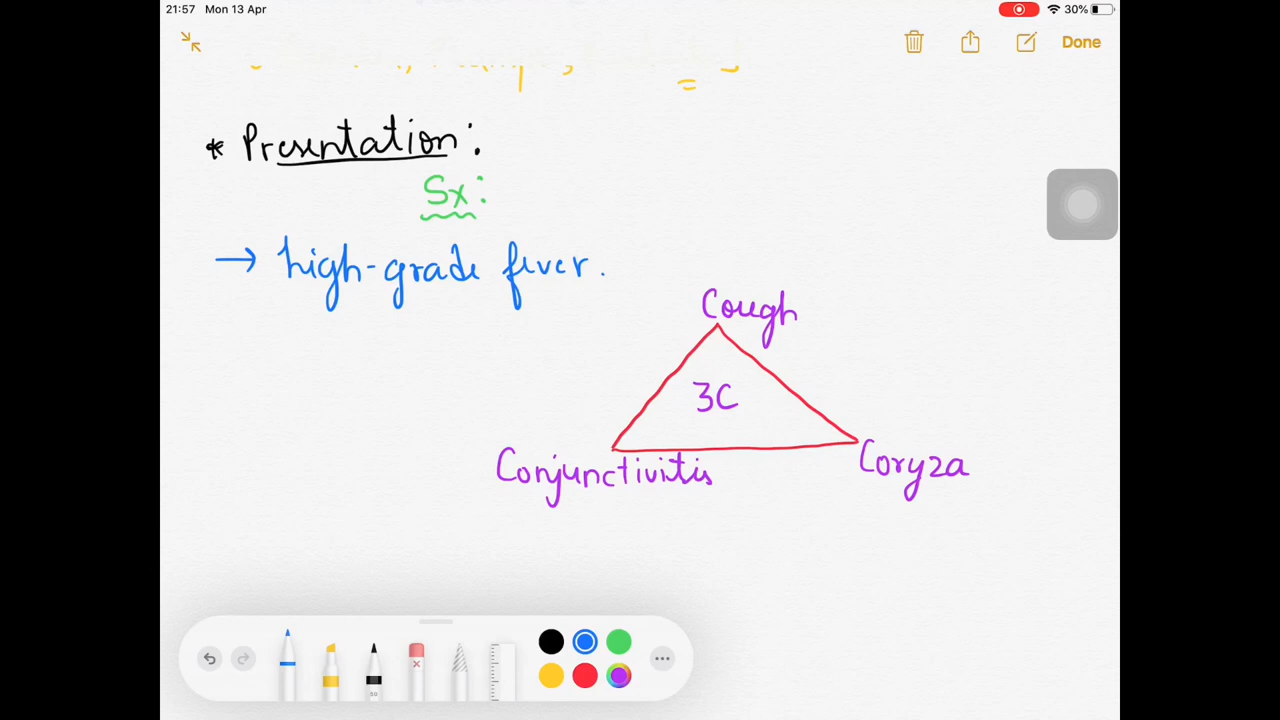 21:57 Mon 13 Apr
30%
Done
* Presentation:
Sx:
→ high-grade fever.
Cough
3C
Conjunctivitis
Coryza